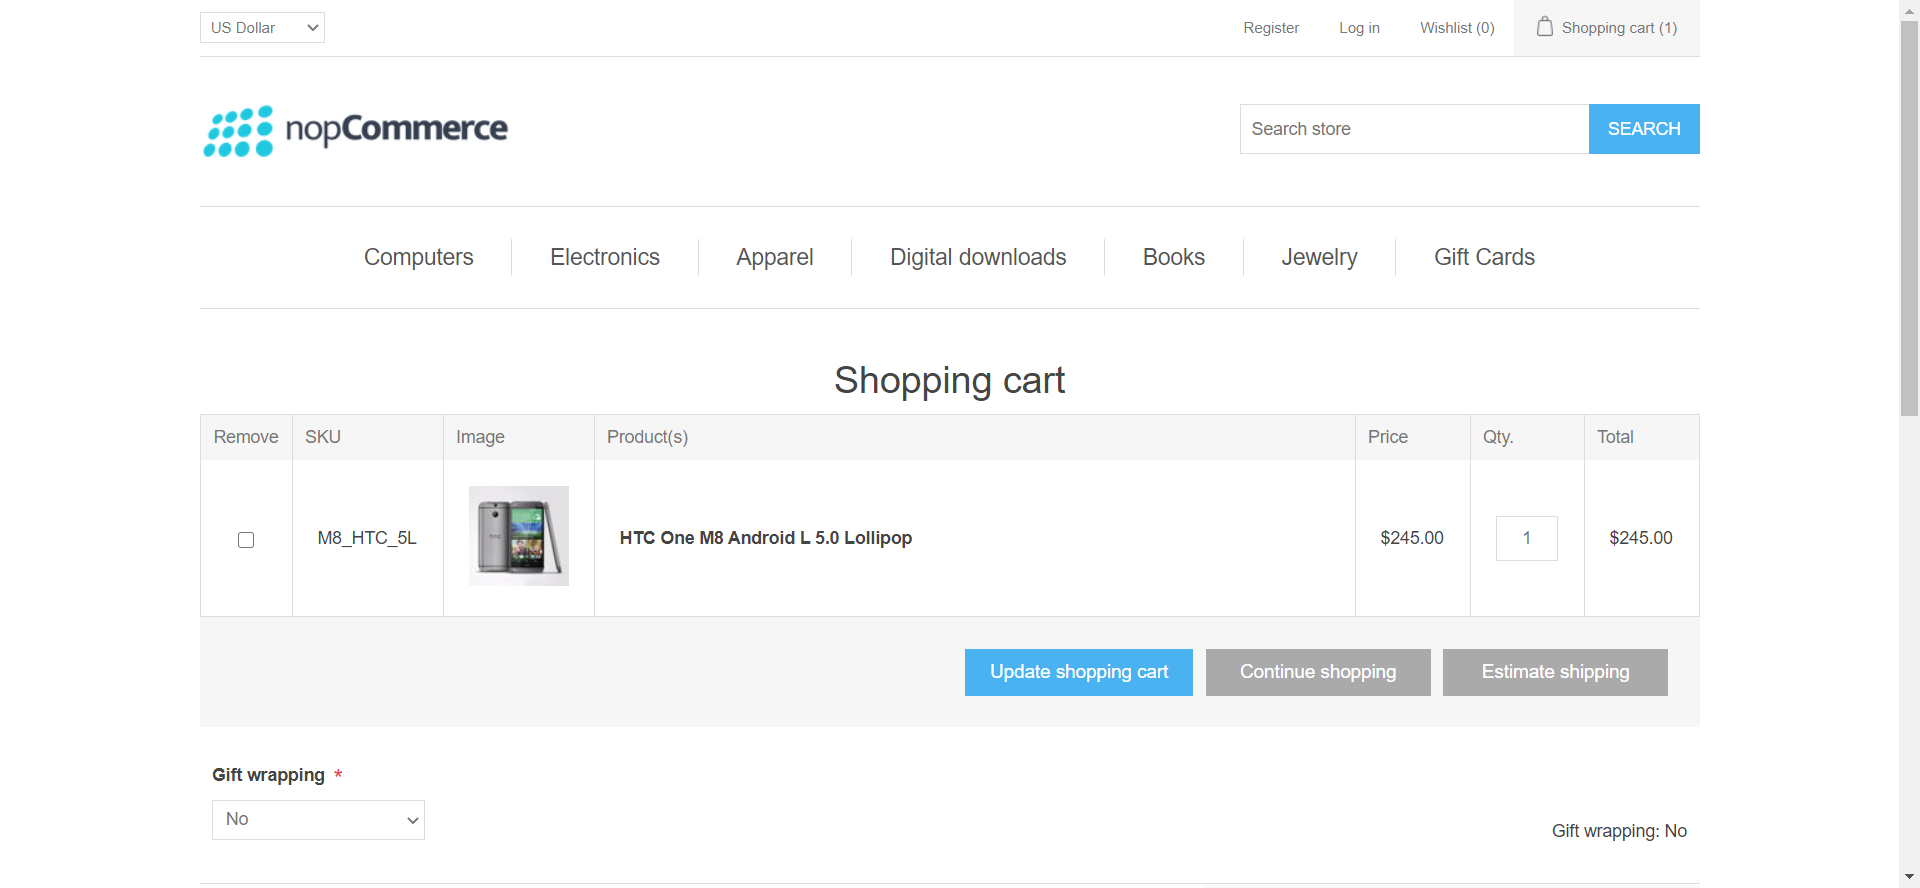 US Dollar
Register
Log in
Wishlist (0)
Shopping cart (1)
nopCommerce
Search store
SEARCH
Computers
Electronics
Apparel
Digital downloads
Books
Jewelry
Gift Cards
Shopping cart
Remove SKU Image Product(s) Price Qty. Total
M8_HTC_5L HTC One M8 Android L 5.0 Lollipop $245.00 1 $245.00
Update shopping cart
Continue shopping
Estimate shipping
Gift wrapping *
No
Gift wrapping: No